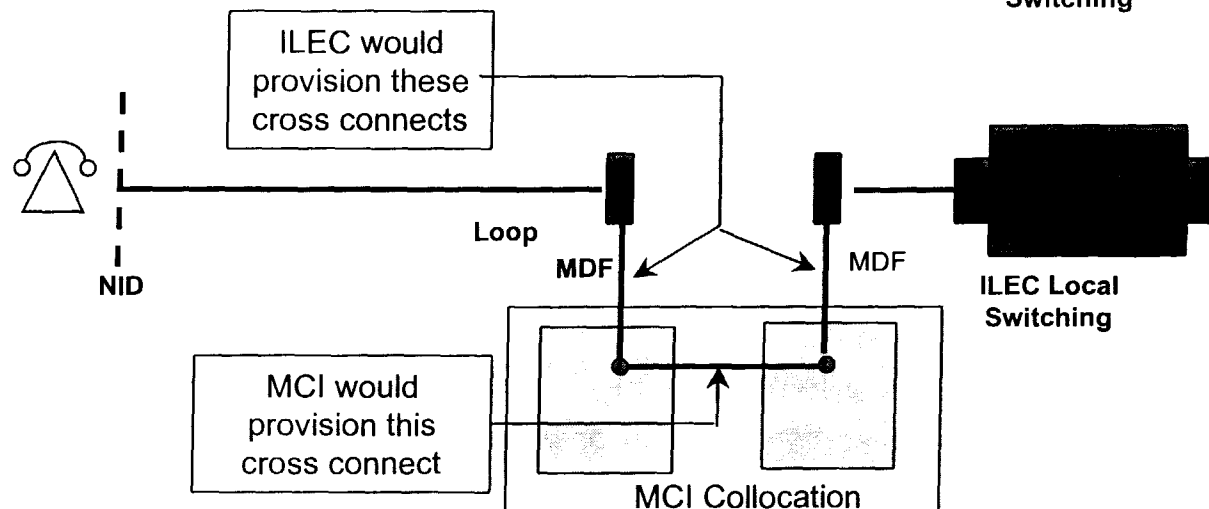 Switching
ILEC would
provision these
cross connects
Loop
MDF
MDF
NID
ILEC Local
Switching
MCI would
provision this
cross connect
MCI Collocation